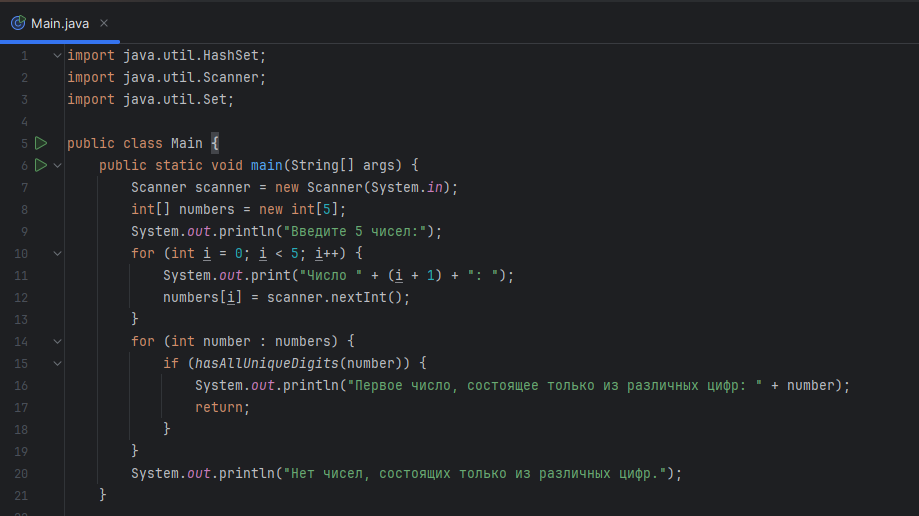 Main.java ×
1 import java.util.HashSet;
2 import java.util.Scanner;
3 import java.util.Set;
4
5 public class Main {
6     public static void main(String[] args) {
7         Scanner scanner = new Scanner(System.in);
8         int[] numbers = new int[5];
9         System.out.println("Введите 5 чисел:");
10         for (int i = 0; i < 5; i++) {
11             System.out.print("Число " + (i + 1) + ": ");
12             numbers[i] = scanner.nextInt();
13         }
14         for (int number : numbers) {
15             if (hasAllUniqueDigits(number)) {
16                 System.out.println("Первое число, состоящее только из различных цифр: " + number);
17                 return;
18             }
19         }
20         System.out.println("Нет чисел, состоящих только из различных цифр.");
21     }